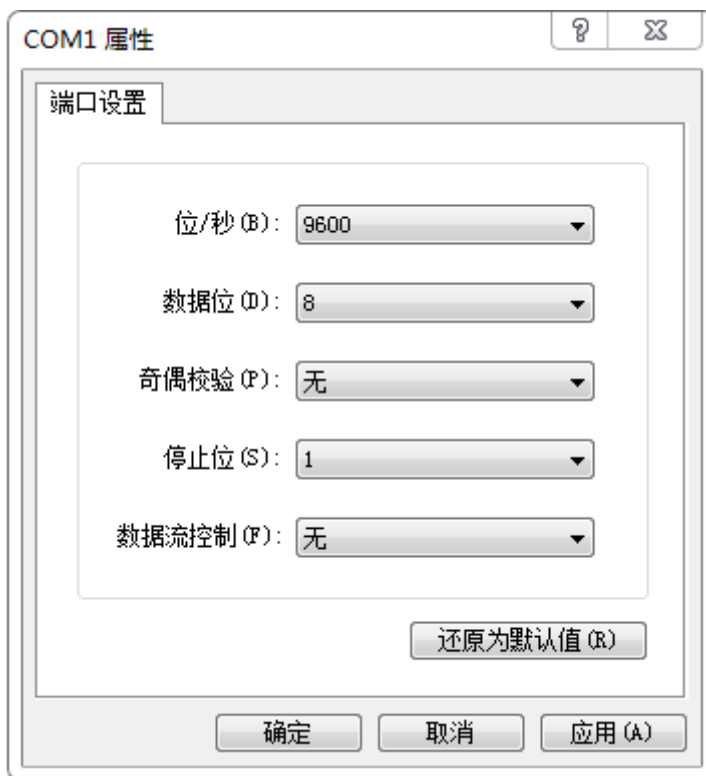 COM1 属性
端口设置
位/秒(B): 9600
数据位(D): 8
奇偶校验(P): 无
停止位(S): 1
数据流控制(F): 无
还原为默认值(R)
确定 取消 应用(A)